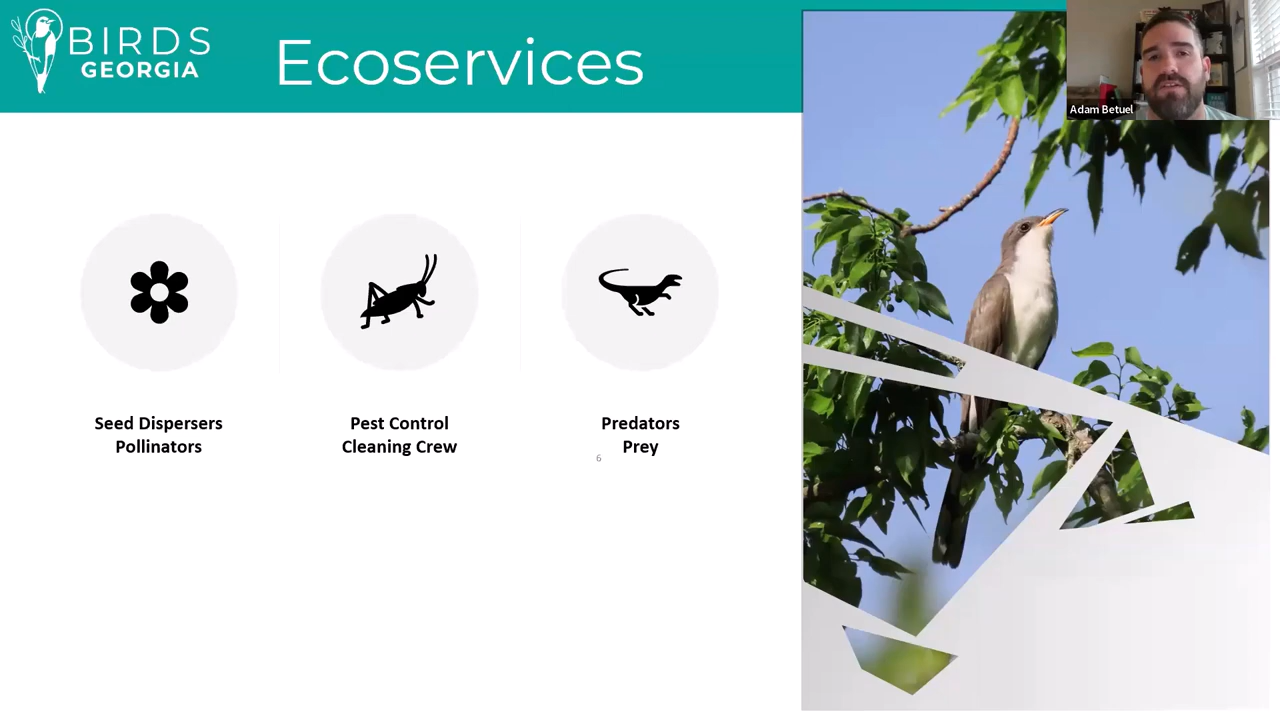 BIRDS
GEORGIA
Ecoservices
Adam Betuel
Seed Dispersers
Pollinators
Pest Control
Cleaning Crew
Predators
Prey
6